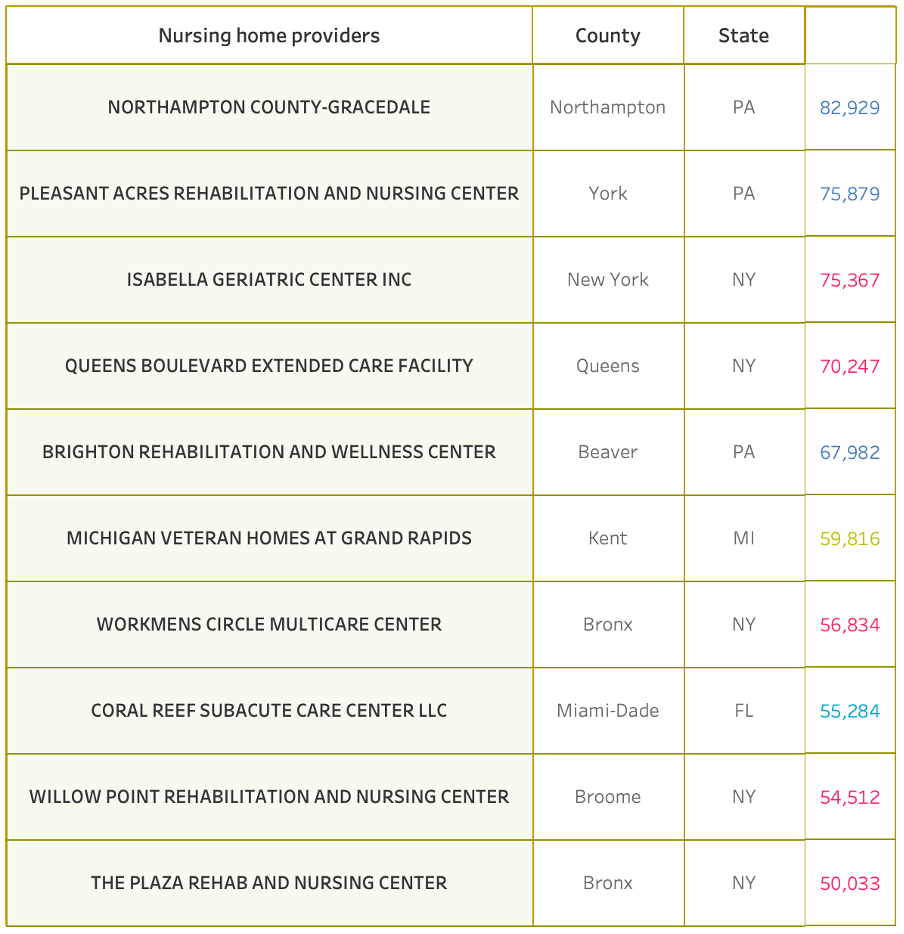 Nursing home providers County State
NORTHAMPTON COUNTY-GRACEDALE Northampton PA 82,929
PLEASANT ACRES REHABILITATION AND NURSING CENTER York PA 75,879
ISABELLA GERIATRIC CENTER INC New York NY 75,367
QUEENS BOULEVARD EXTENDED CARE FACILITY Queens NY 70,247
BRIGHTON REHABILITATION AND WELLNESS CENTER Beaver PA 67,982
MICHIGAN VETERAN HOMES AT GRAND RAPIDS Kent MI 59,816
WORKMENS CIRCLE MULTICARE CENTER Bronx NY 56,834
CORAL REEF SUBACUTE CARE CENTER LLC Miami-Dade FL 55,284
WILLOW POINT REHABILITATION AND NURSING CENTER Broome NY 54,512
THE PLAZA REHAB AND NURSING CENTER Bronx NY 50,033